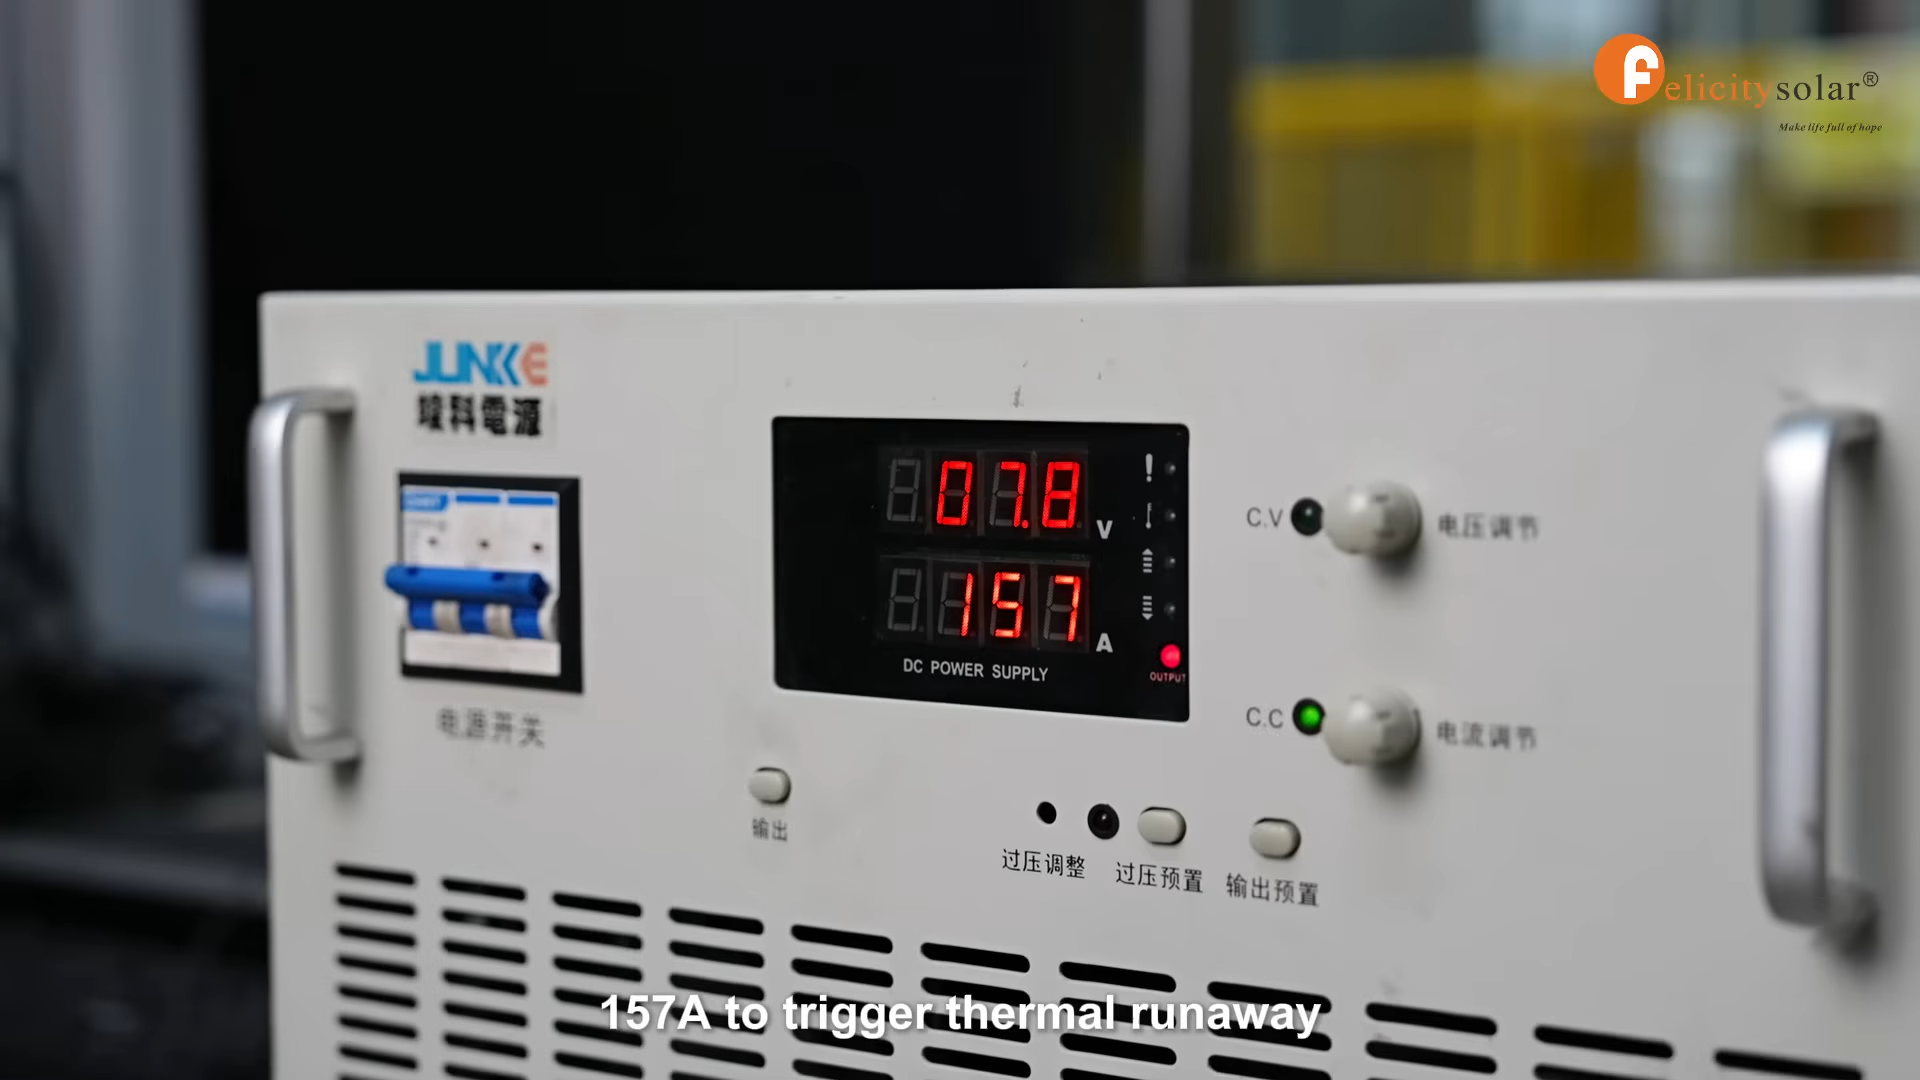 felicitysolar®
Make life full of hope
JUNKE
竣科電源
07.8 V
157 A
DC POWER SUPPLY
OUTPUT
C.V
电压调节
C.C
电流调节
电源开关
输出
过压调整
过压预置
输出预置
157A to trigger thermal runaway